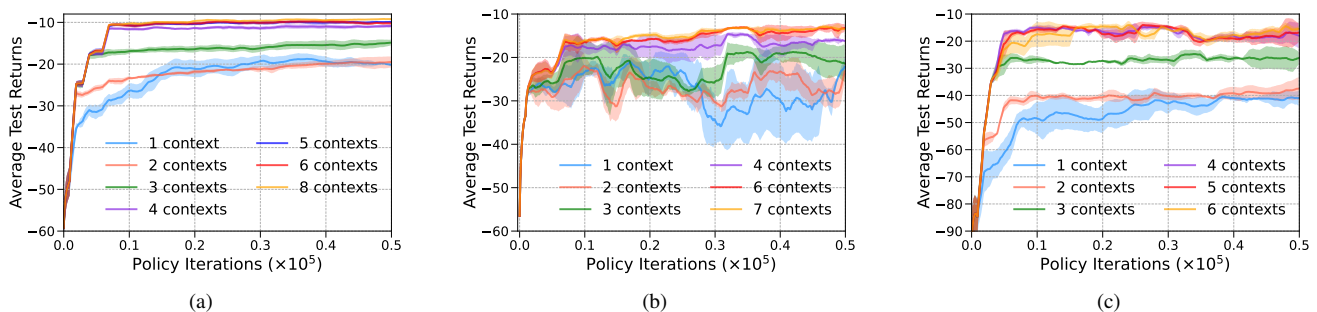 Average Test Returns
−10
−20
−30
−40
−50
−60
0.0 0.1 0.2 0.3 0.4 0.5
Policy Iterations (×10⁵)
1 context
2 contexts
3 contexts
4 contexts
5 contexts
6 contexts
8 contexts
(a)
Average Test Returns
−10
−20
−30
−40
−50
−60
0.0 0.1 0.2 0.3 0.4 0.5
Policy Iterations (×10⁵)
1 context
2 contexts
3 contexts
4 contexts
6 contexts
7 contexts
(b)
Average Test Returns
−10
−20
−30
−40
−50
−60
−70
−80
−90
0.0 0.1 0.2 0.3 0.4 0.5
Policy Iterations (×10⁵)
1 context
2 contexts
3 contexts
4 contexts
5 contexts
6 contexts
(c)